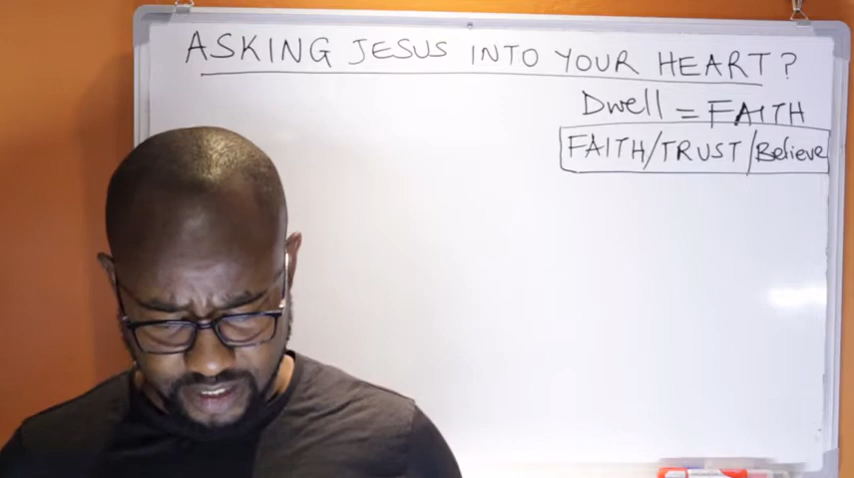 ASKING JESUS INTO YOUR HEART?
Dwell = FAITH
FAITH/TRUST/Believe